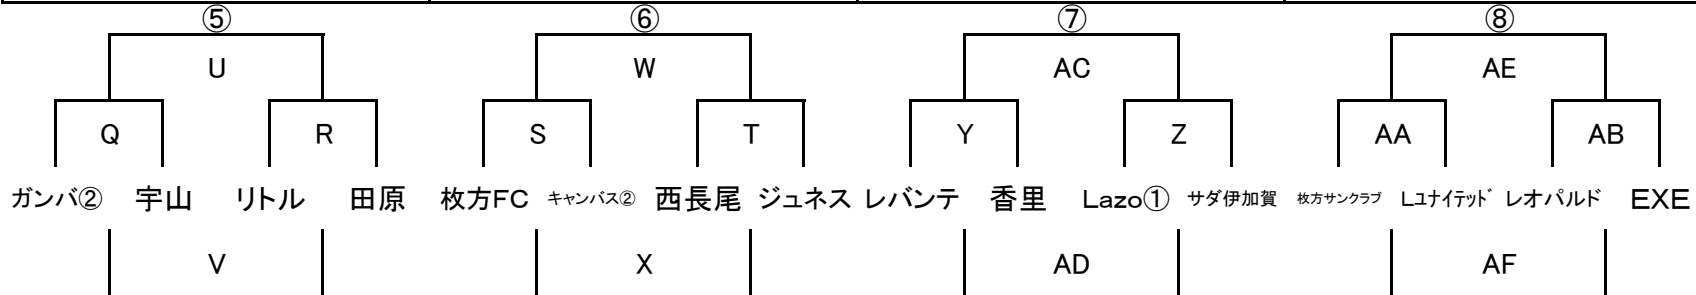 ⑤ ⑥ ⑦ ⑧
U W AC AE
Q R S T Y Z AA AB
ガンバ② 宇山 リトル 田原 枚方FC キャンバス② 西長尾 ジュネス レバンテ 香里 Lazo① サダ伊加賀 枚方サンクラブ Lユナイテッド レオパルド EXE
V X AD AF